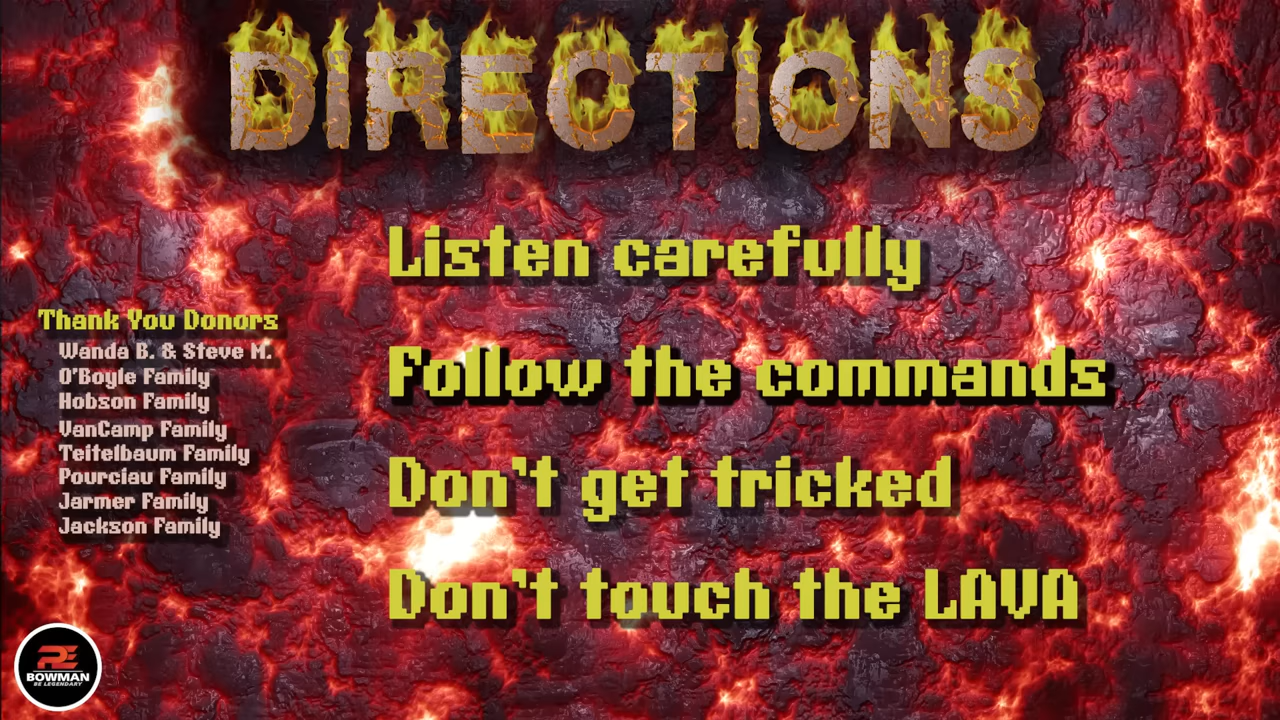 DIRECTIONS
Listen carefully
Follow the commands
Don't get tricked
Don't touch the LAVA
Thank You Donors
Wanda B. & Steve M.
O'Boyle Family
Hobson Family
VanCamp Family
Teitelbaum Family
Pourciau Family
Jarmer Family
Jackson Family
PE
BOWMAN
BE LEGENDARY